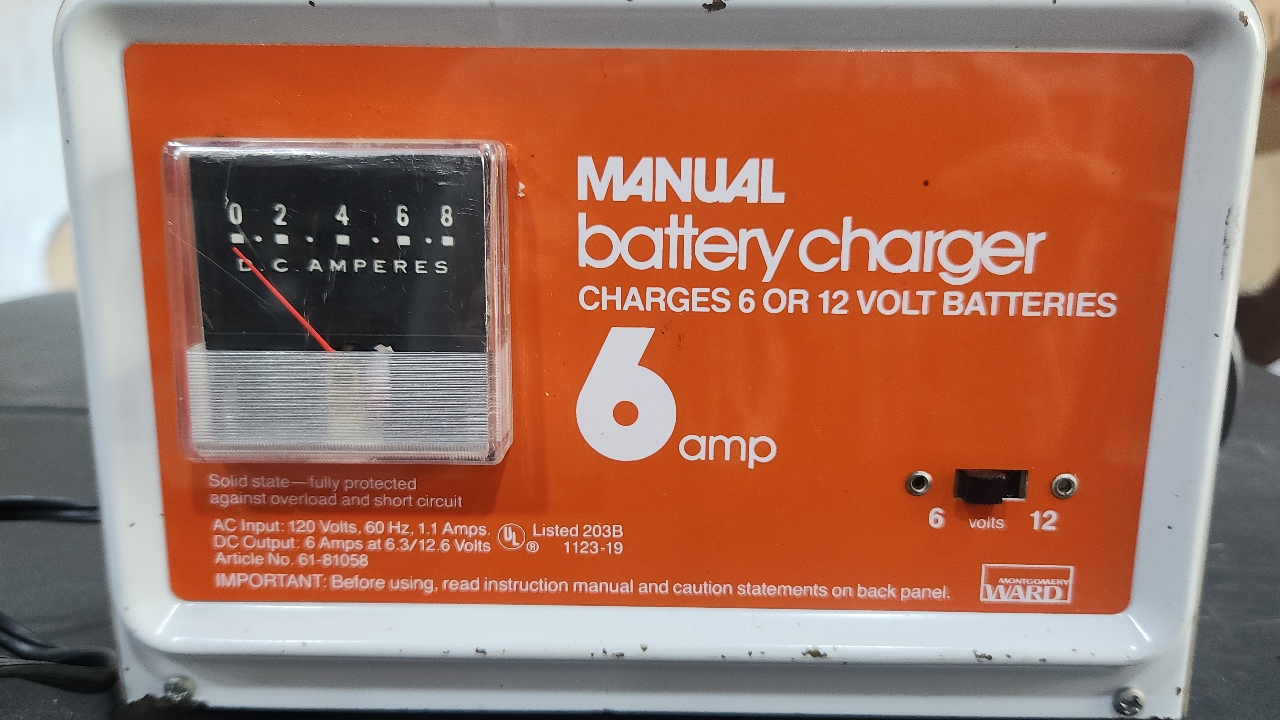 0 2 4 6 8
D.C. AMPERES
MANUAL
battery charger
CHARGES 6 OR 12 VOLT BATTERIES
6 amp
Solid state—fully protected
against overload and short circuit
AC Input: 120 Volts, 60 Hz, 1.1 Amps.
DC Output: 6 Amps at 6.3/12.6 Volts
Article No. 61-81058
UL ® Listed 203B
1123-19
IMPORTANT: Before using, read instruction manual and caution statements on back panel.
6 volts 12
MONTGOMERY
WARD